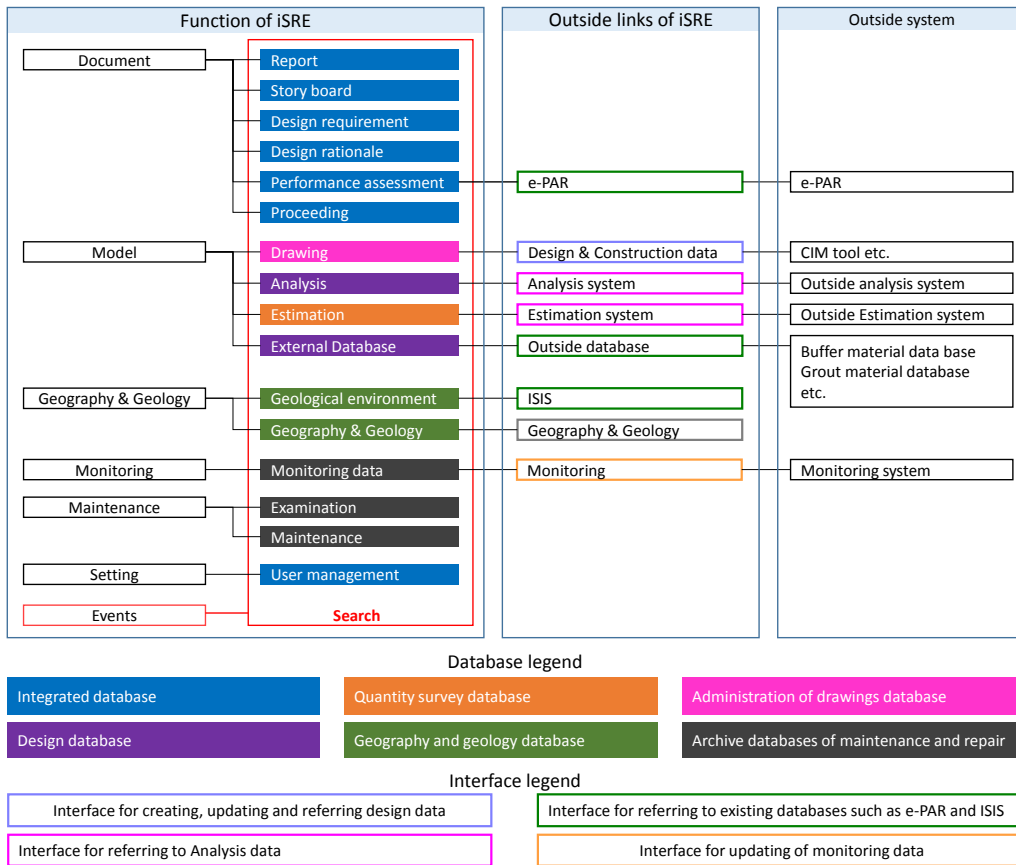 Function of iSRE
Outside links of iSRE
Outside system
Document
Report
Story board
Design requirement
Design rationale
Performance assessment
e-PAR
e-PAR
Proceeding
Model
Drawing
Design & Construction data
CIM tool etc.
Analysis
Analysis system
Outside analysis system
Estimation
Estimation system
Outside Estimation system
External Database
Outside database
Buffer material data base
Grout material database
etc.
Geography & Geology
Geological environment
ISIS
Geography & Geology
Geography & Geology
Monitoring
Monitoring data
Monitoring
Monitoring system
Maintenance
Examination
Maintenance
Setting
User management
Events
Search
Database legend
Integrated database
Quantity survey database
Administration of drawings database
Design database
Geography and geology database
Archive databases of maintenance and repair
Interface legend
Interface for creating, updating and referring design data
Interface for referring to existing databases such as e-PAR and ISIS
Interface for referring to Analysis data
Interface for updating of monitoring data